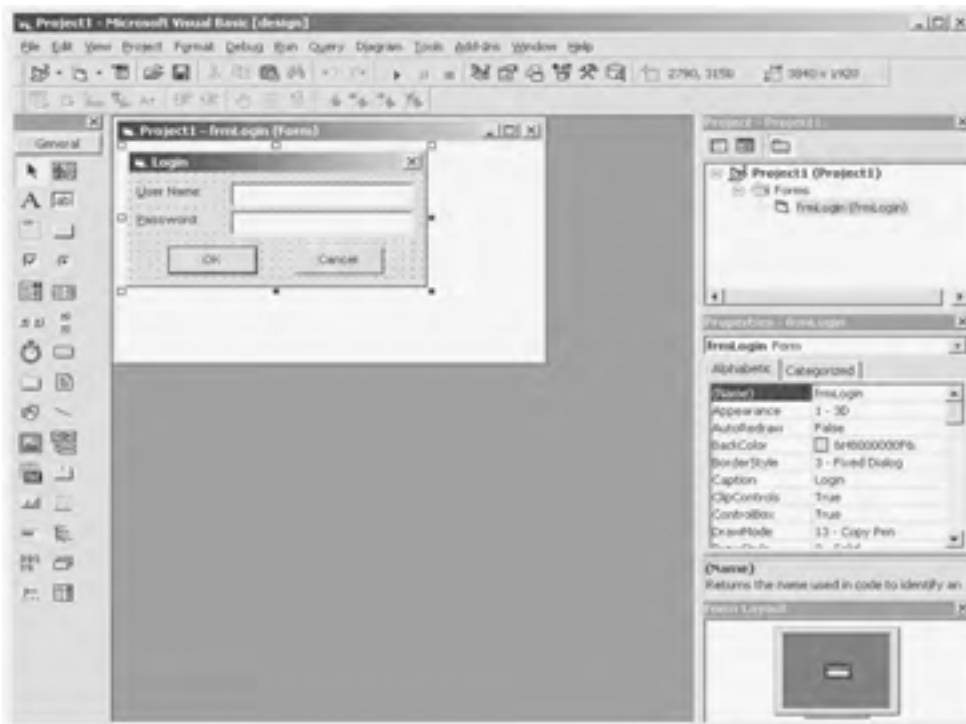 Project1 - Microsoft Visual Basic [design]
File Edit View Project Format Debug Run Query Diagram Tools Add-Ins Window Help
2790, 3150 3840 x 1920
General
Project1 - frmLogin (Form)
Login
User Name
Password
OK Cancel
Project - Project1
Project1 (Project1)
Forms
frmLogin (frmLogin)
Properties - frmLogin
frmLogin Form
Alphabetic Categorized
(Name) frmLogin
Appearance 1 - 3D
AutoRedraw False
BackColor
BorderStyle 3 - Fixed Dialog
Caption Login
ClipControls True
ControlBox True
DrawMode 13 - Copy Pen
(Name)
Returns the name used in code to identify an
Form Layout